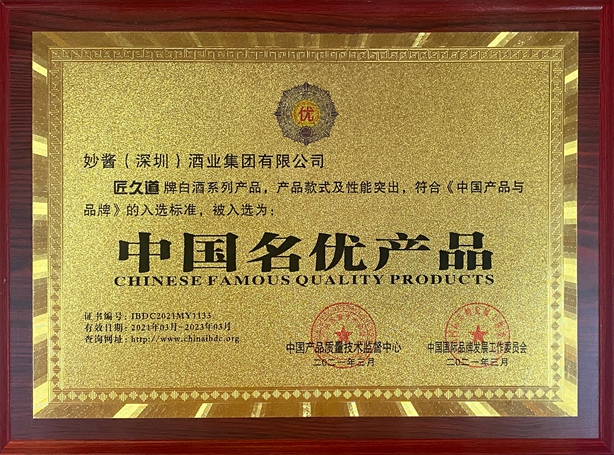 优
妙酱（深圳）酒业集团有限公司
匠久道 牌白酒系列产品，产品款式及性能突出，符合《中国产品与
品牌》的入选标准，被入选为：
中国名优产品
CHINESE FAMOUS QUALITY PRODUCTS
证书编号：IBDC2021MY1133
有效日期：2021年03月-2023年03月
查询网址：http://www.chinaibdc.org
中国产品质量技术监督中心
二〇二一年三月
中国国际品牌发展工作委员会
二〇二一年三月